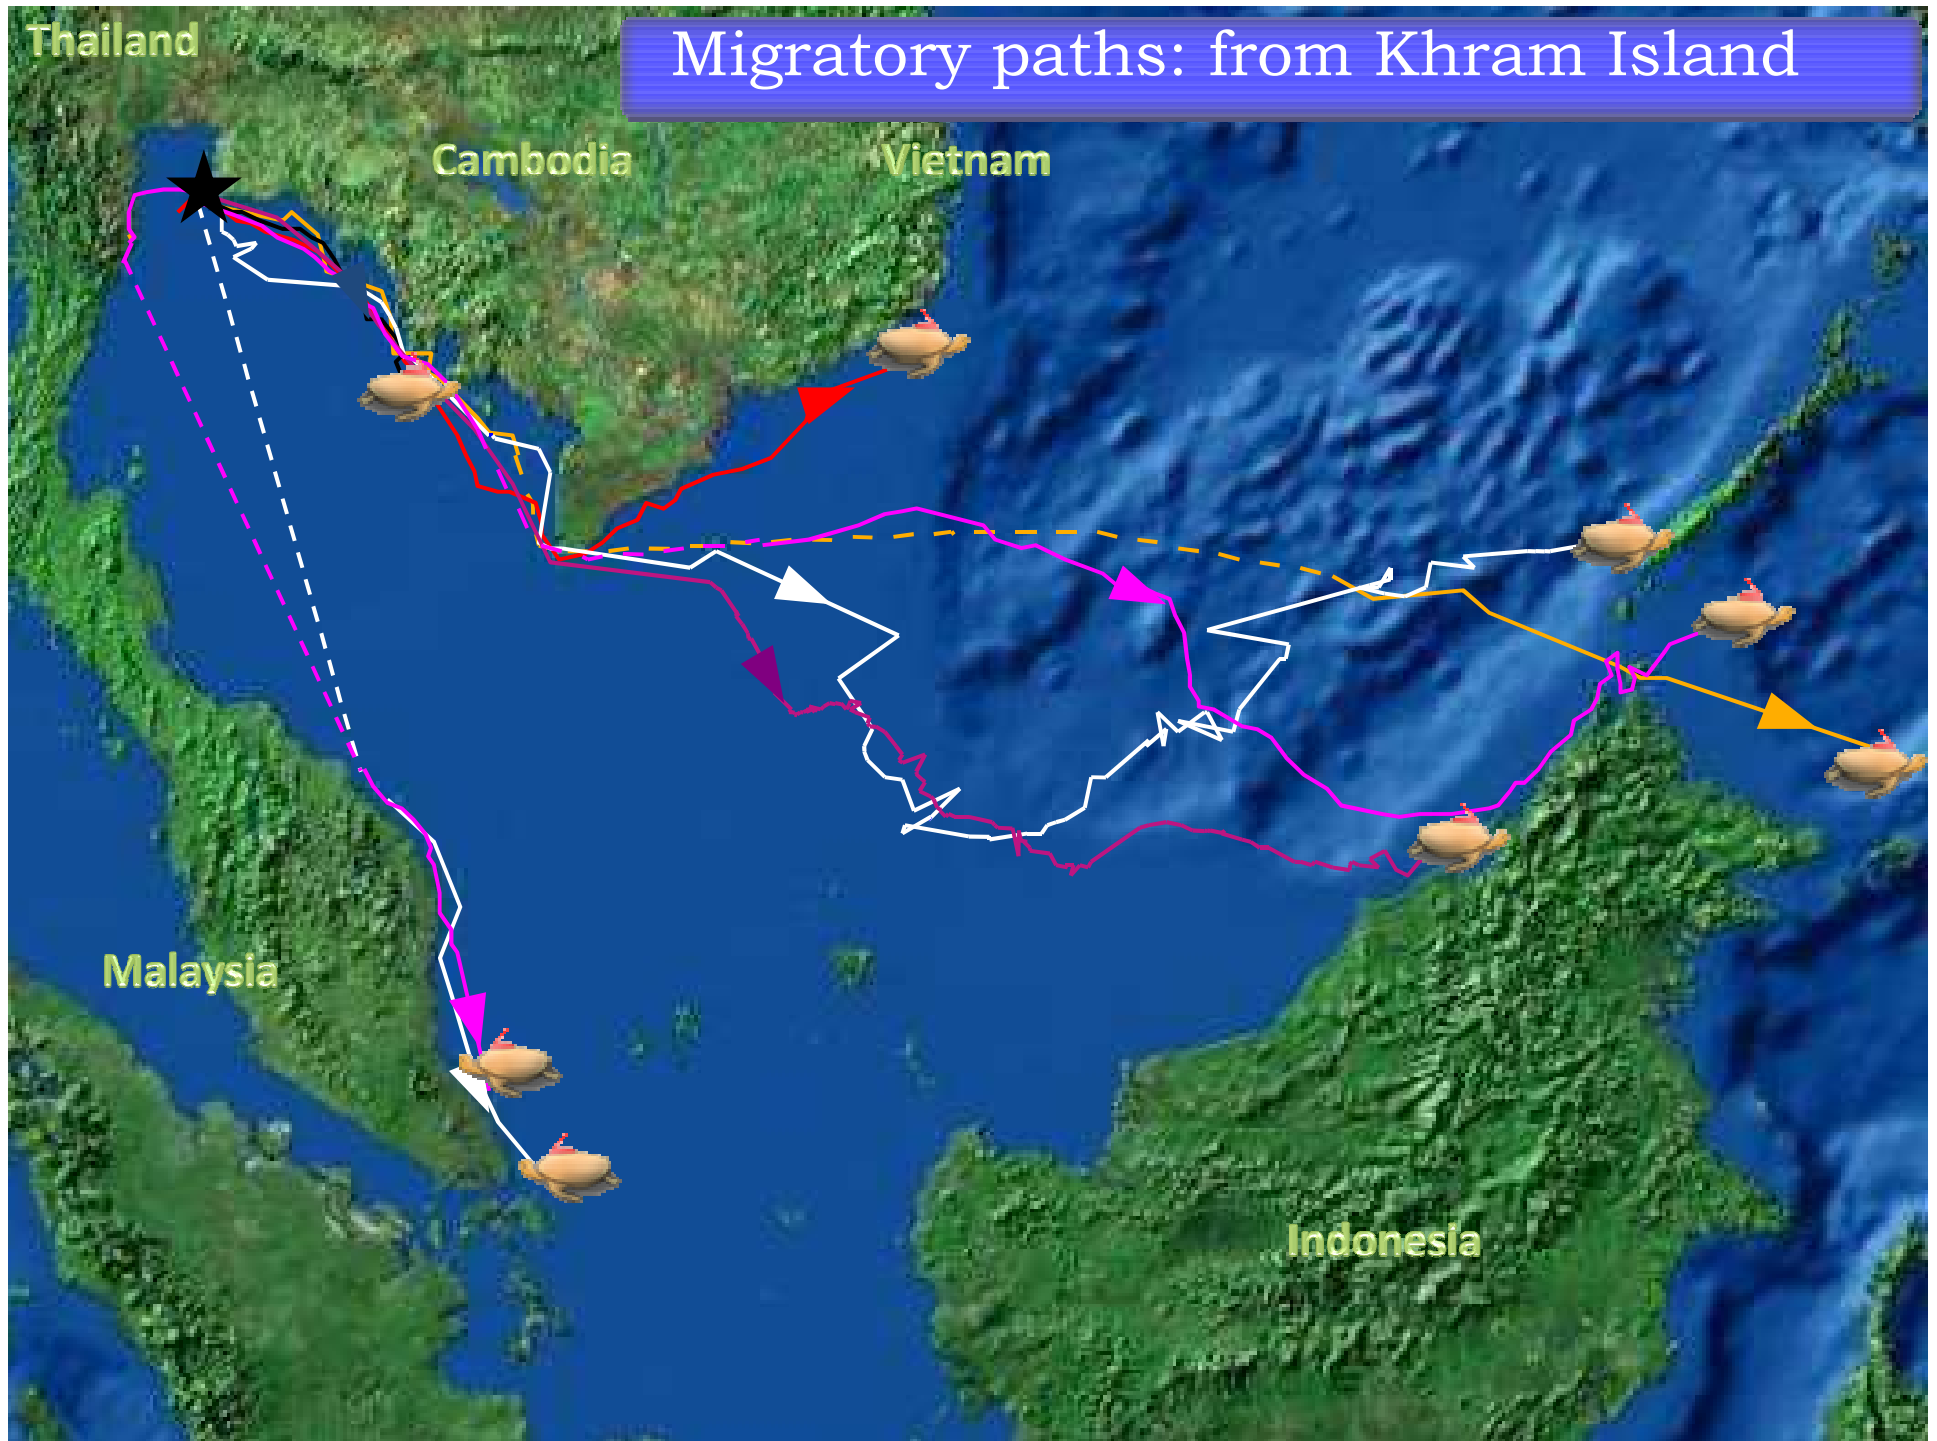 Migratory paths: from Khram Island
Thailand
Cambodia
Vietnam
Malaysia
Indonesia